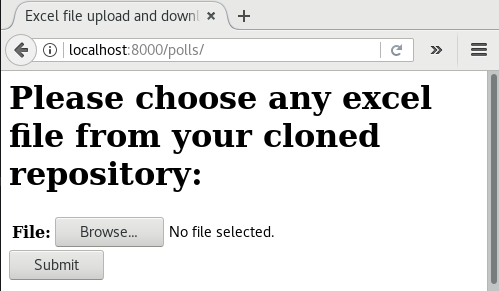 Excel file upload and downl
localhost:8000/polls/
Please choose any excel
file from your cloned
repository:
File: Browse... No file selected.
Submit